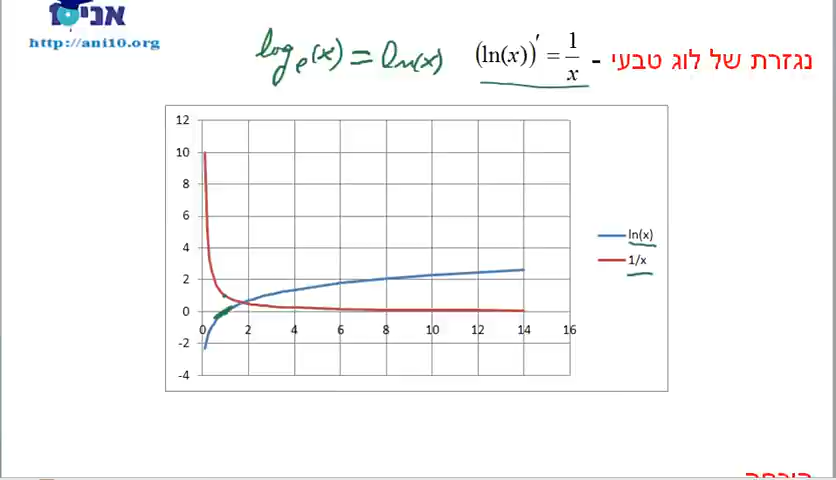 אני10
http://ani10.org
log e (x) = ln(x)
(ln(x))′ = 1/x - נגזרת של לוג טבעי
12
10
8
6
4
2
0
-2
-4
0 2 4 6 8 10 12 14 16
ln(x)
1/x